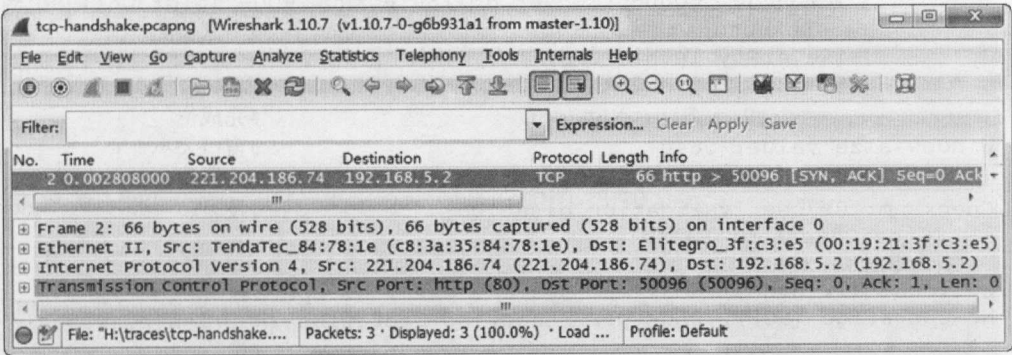 tcp-handshake.pcapng [Wireshark 1.10.7 (v1.10.7-0-g6b931a1 from master-1.10)]
File Edit View Go Capture Analyze Statistics Telephony Tools Internals Help
Filter: Expression... Clear Apply Save
No. Time Source Destination Protocol Length Info
2 0.002808000 221.204.186.74 192.168.5.2 TCP 66 http > 50096 [SYN, ACK] Seq=0 Ack
Frame 2: 66 bytes on wire (528 bits), 66 bytes captured (528 bits) on interface 0
Ethernet II, Src: TendaTec_84:78:1e (c8:3a:35:84:78:1e), Dst: Elitegro_3f:c3:e5 (00:19:21:3f:c3:e5)
Internet Protocol Version 4, Src: 221.204.186.74 (221.204.186.74), Dst: 192.168.5.2 (192.168.5.2)
Transmission Control Protocol, Src Port: http (80), Dst Port: 50096 (50096), Seq: 0, Ack: 1, Len: 0
File: "H:\traces\tcp-handshake.... Packets: 3 · Displayed: 3 (100.0%) · Load ... Profile: Default